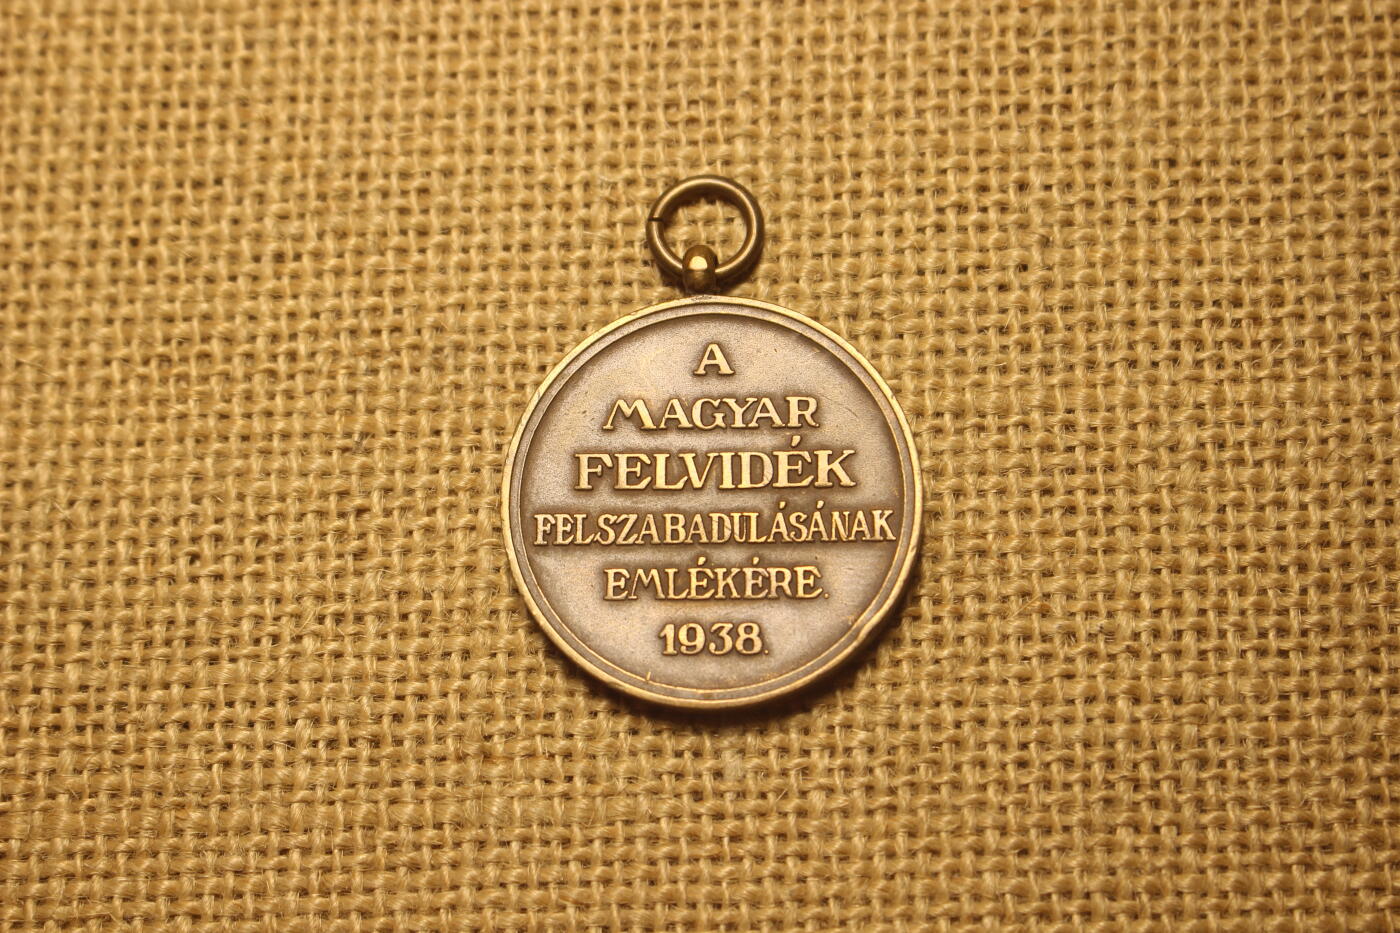 A
MAGYAR
FELVIDÉK
FELSZABADULÁSÁNAK
EMLÉKÉRE.
1938.